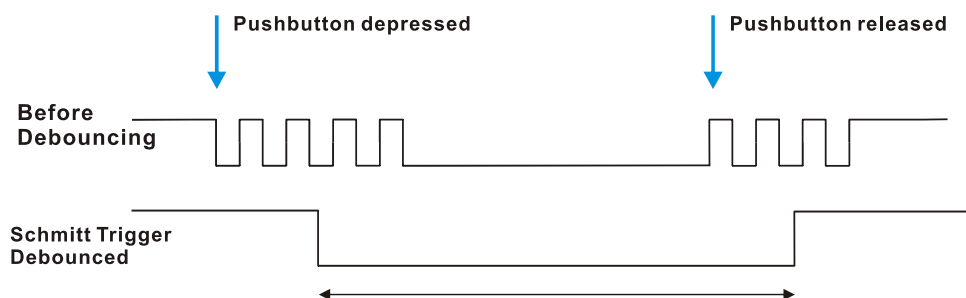 Pushbutton depressed
Pushbutton released
Before
Debouncing
Schmitt Trigger
Debounced